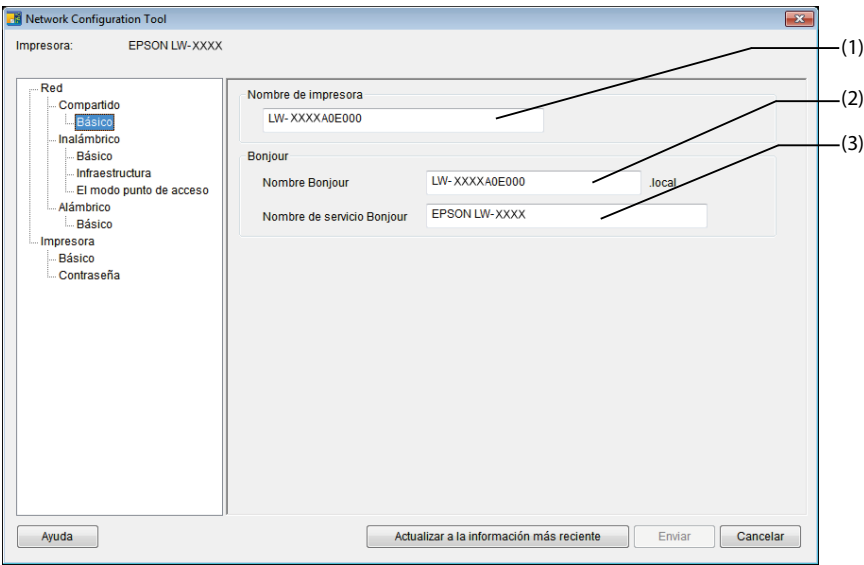 Network Configuration Tool
Impresora: EPSON LW-XXXX
(1)
Red
Compartido
Básico
Inalámbrico
Básico
Infraestructura
El modo punto de acceso
Alámbrico
Básico
Impresora
Básico
Contraseña
Nombre de impresora
LW- XXXXA0E000
(2)
(3)
Bonjour
Nombre Bonjour LW- XXXXA0E000 .local
Nombre de servicio Bonjour EPSON LW-XXXX
Ayuda Actualizar a la información más reciente Enviar Cancelar